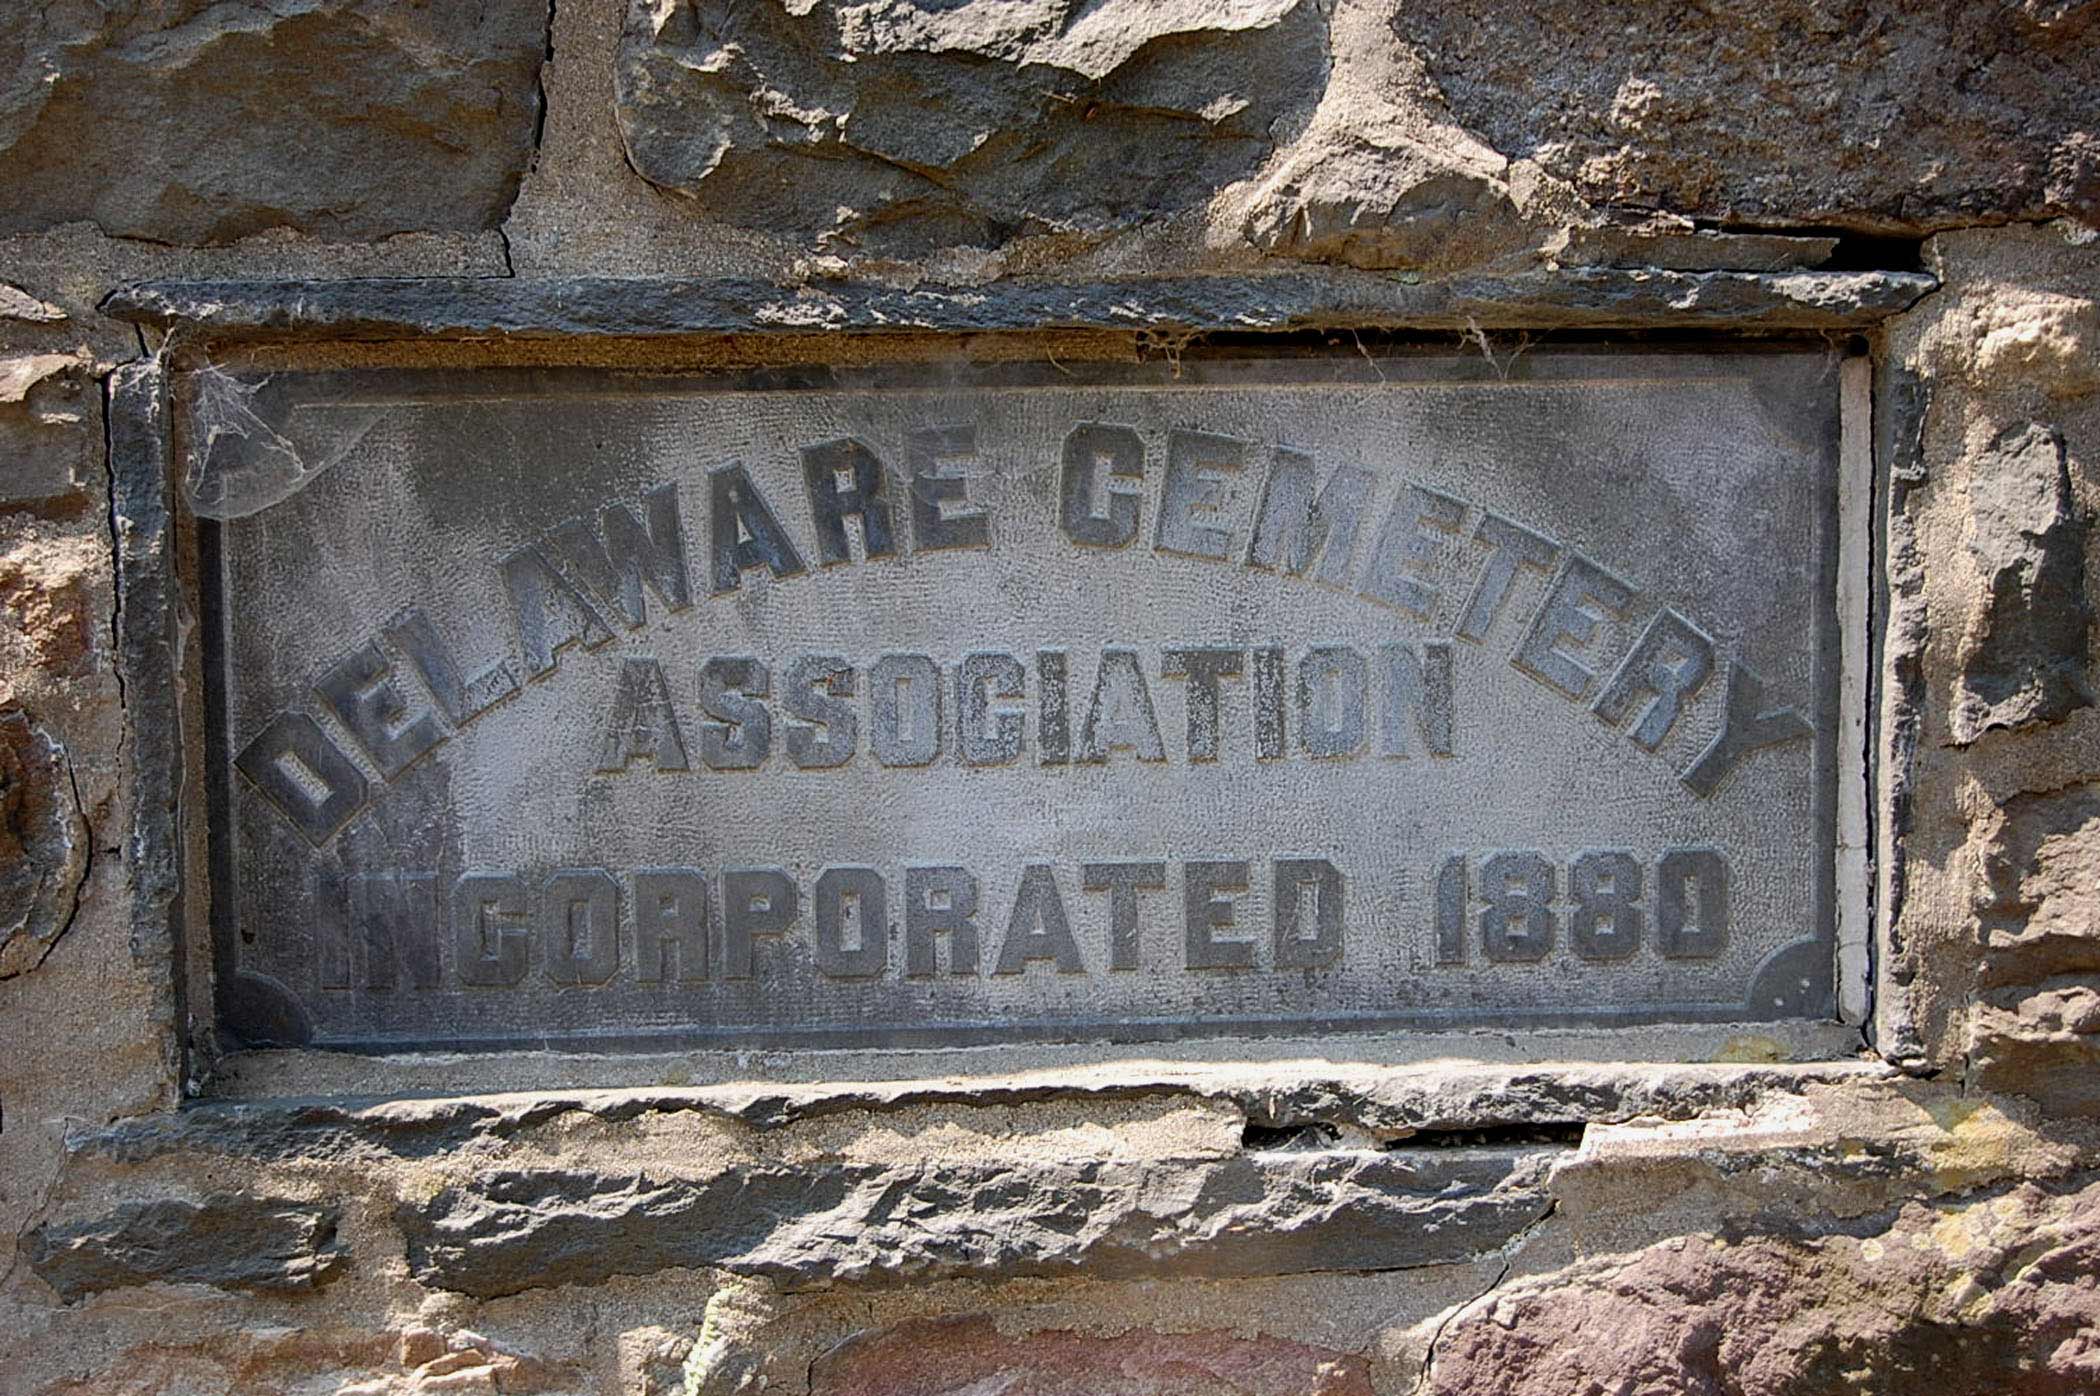 DELAWARE CEMETERY
ASSOCIATION
INCORPORATED 1880